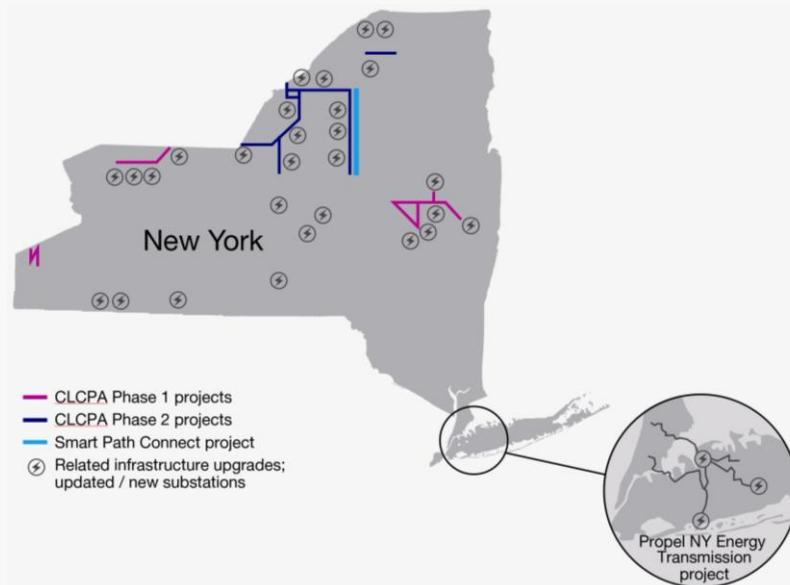 New York
CLCPA Phase 1 projects
CLCPA Phase 2 projects
Smart Path Connect project
Related infrastructure upgrades;
updated / new substations
Propel NY Energy
Transmission
project